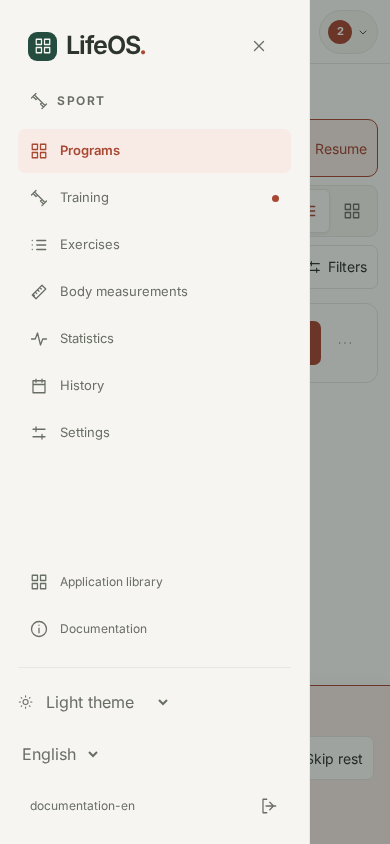 LifeOS.
2
SPORT
Programs
Resume
Training
Exercises
Filters
Body measurements
Statistics
...
History
Settings
Application library
Documentation
Light theme
English
Skip rest
documentation-en